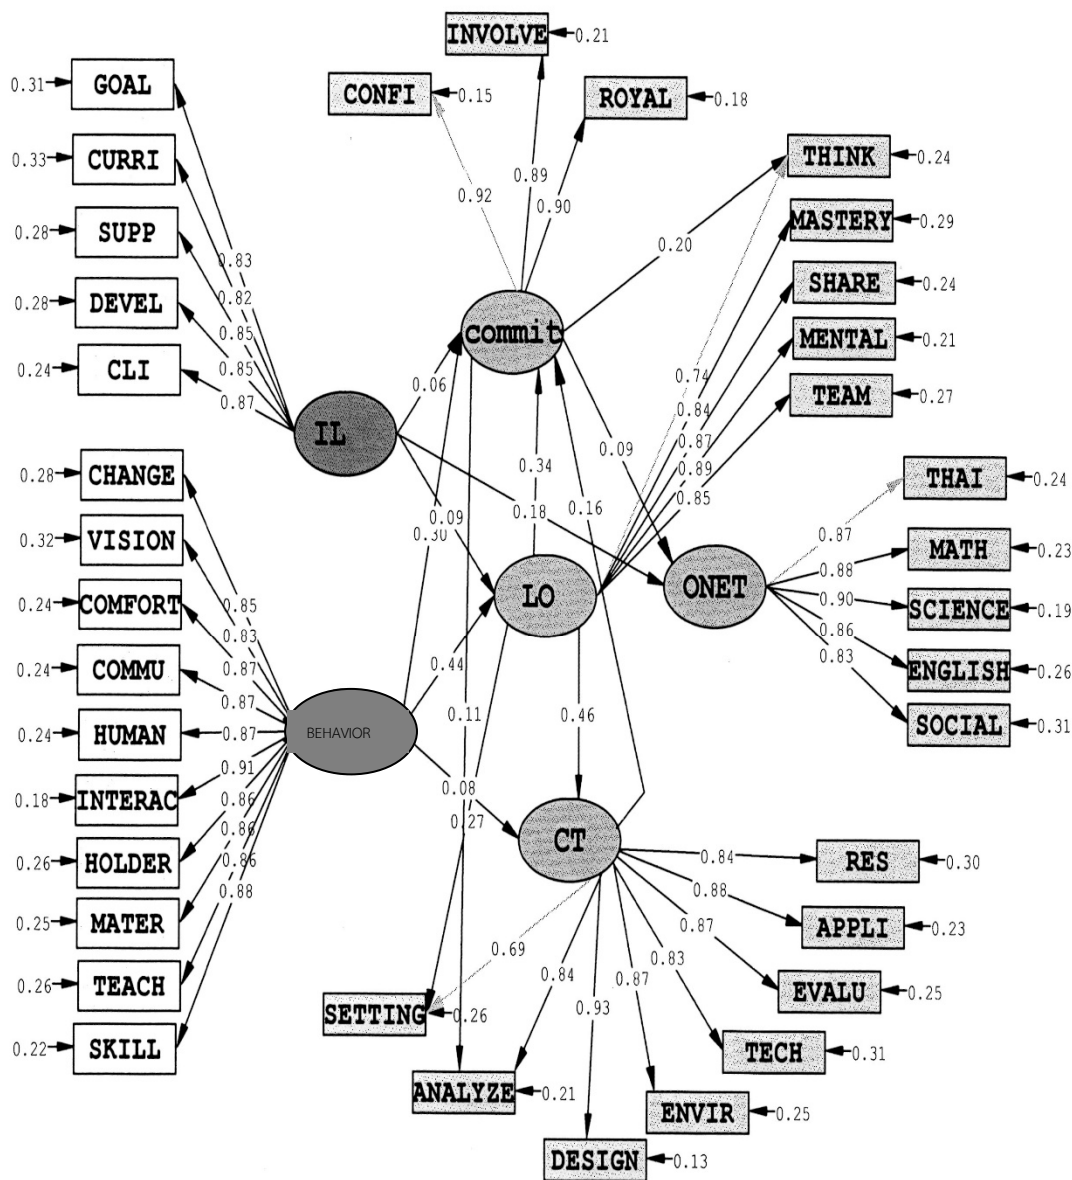 INVOLVE 0.21
0.31 GOAL
CONFI 0.15
ROYAL 0.18
0.33 CURRI
THINK 0.24
0.92
0.89
0.90
0.28 SUPP
MASTERY 0.29
0.20
0.83
SHARE 0.24
0.82
0.28 DEVEL
0.85
commit
MENTAL 0.21
0.85
0.24 CLI
0.87
0.06
0.74
TEAM 0.27
0.84
IL
0.87
0.09
0.34
0.89
0.28 CHANGE
0.85
THAI 0.24
0.09
0.18
0.16
0.30
0.87
0.32 VISION
MATH 0.23
0.88
LO
ONET
0.90
0.24 COMFORT
0.85
SCIENCE 0.19
0.83
0.86
0.24 COMMU
0.87
0.44
0.83
ENGLISH 0.26
0.87
0.11
0.46
SOCIAL 0.31
0.24 HUMAN
0.87
BEHAVIOR
0.91
0.08
0.18 INTERAC
0.86
0.27
0.86
CT
0.26 HOLDER
0.86
0.84
RES 0.30
0.88
0.88
0.25 MATER
0.87
APPLI 0.23
0.69
0.84
0.87
0.83
0.26 TEACH
0.93
EVALU 0.25
SETTING 0.26
0.22 SKILL
TECH 0.31
ANALYZE 0.21
ENVIR 0.25
DESIGN 0.13